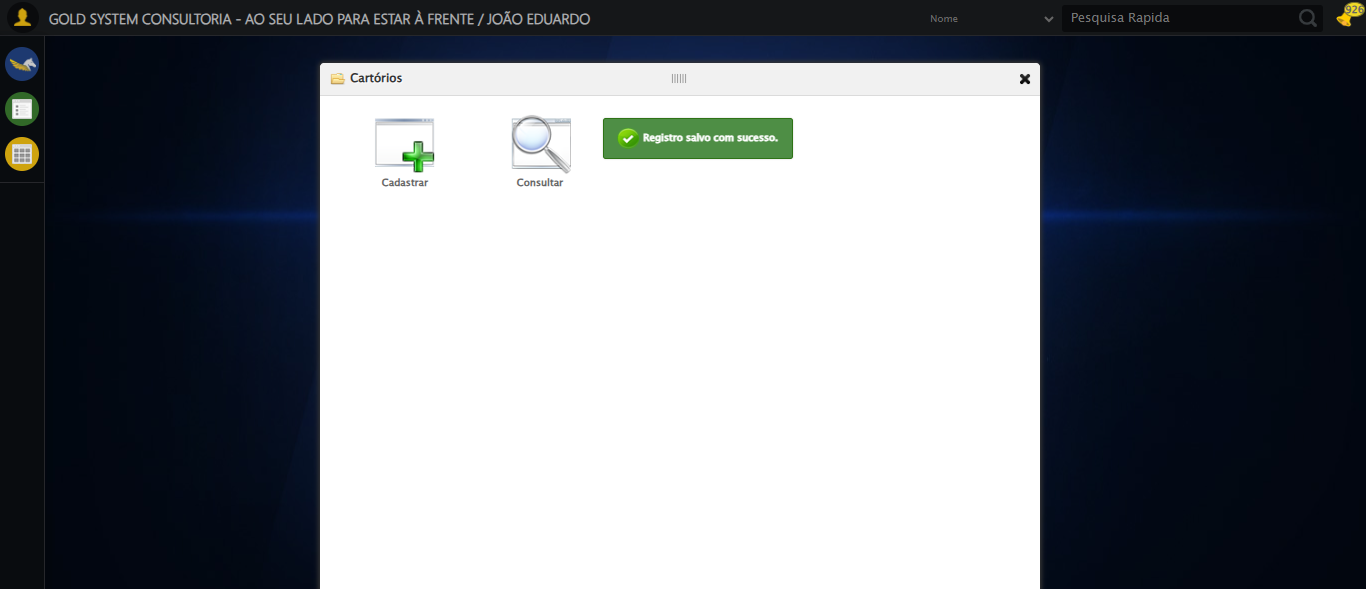 GOLD SYSTEM CONSULTORIA - AO SEU LADO PARA ESTAR À FRENTE / JOÃO EDUARDO
Nome
Pesquisa Rapida
926
Cartórios
Registro salvo com sucesso.
Cadastrar
Consultar